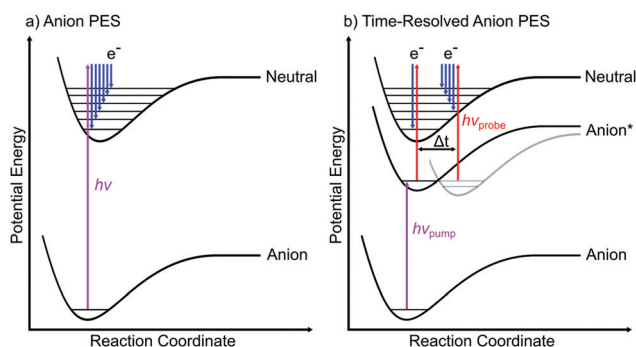 a) Anion PES
e⁻
Neutral
hν
Anion
Potential Energy
Reaction Coordinate
b) Time-Resolved Anion PES
e⁻ e⁻
Neutral
hνprobe
Anion*
Δt
hνpump
Anion
Potential Energy
Reaction Coordinate